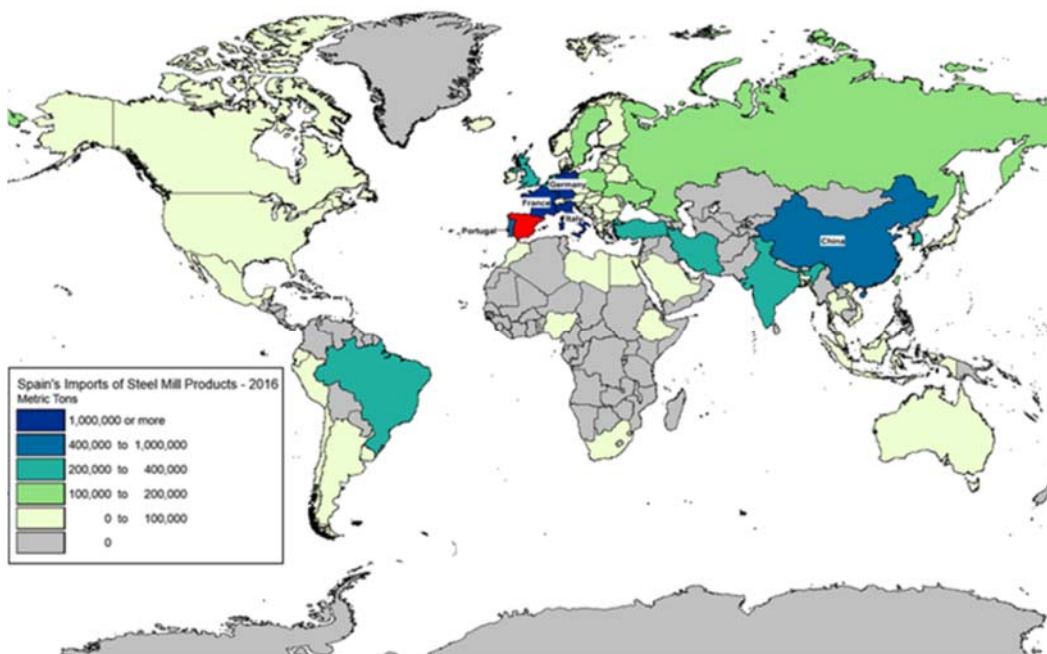 Germany
France
Italy
Portugal
China
Spain's Imports of Steel Mill Products - 2016
Metric Tons
1,000,000 or more
400,000 to 1,000,000
200,000 to 400,000
100,000 to 200,000
0 to 100,000
0